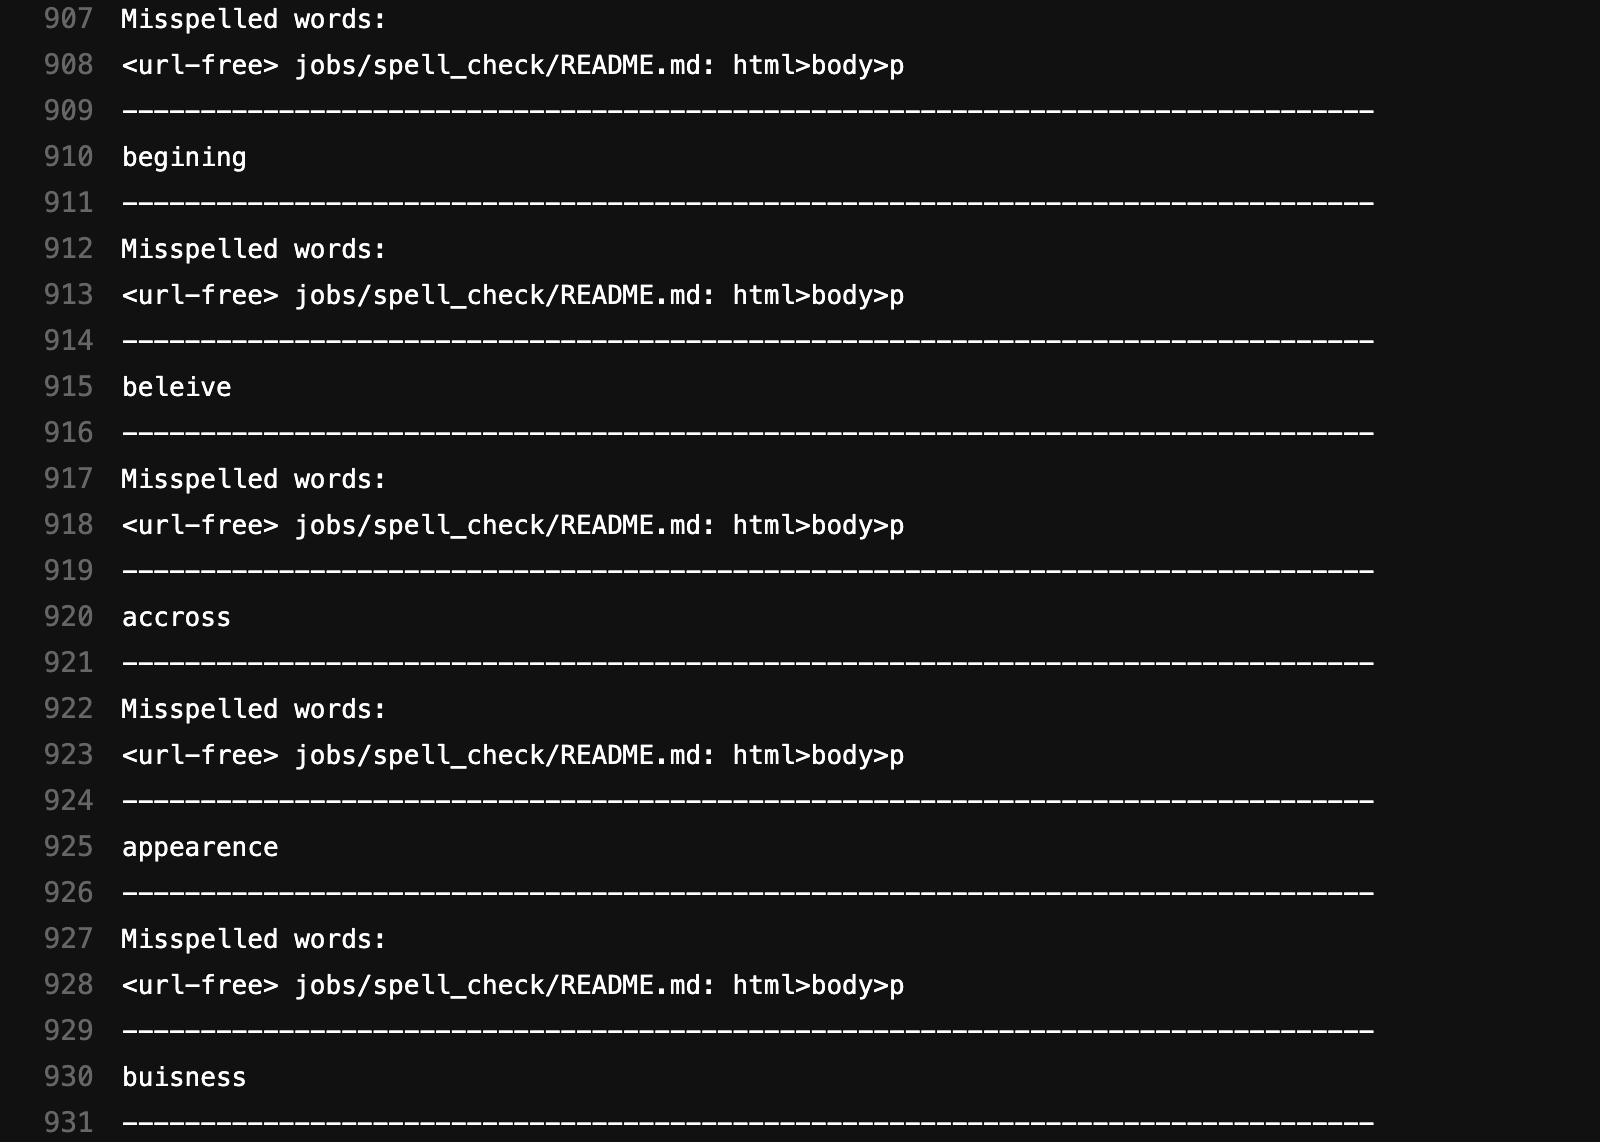 907 Misspelled words:
908 <url-free> jobs/spell_check/README.md: html>body>p
909 --------------------------------------------------------------------------------
910 begining
911 --------------------------------------------------------------------------------
912 Misspelled words:
913 <url-free> jobs/spell_check/README.md: html>body>p
914 --------------------------------------------------------------------------------
915 beleive
916 --------------------------------------------------------------------------------
917 Misspelled words:
918 <url-free> jobs/spell_check/README.md: html>body>p
919 --------------------------------------------------------------------------------
920 accross
921 --------------------------------------------------------------------------------
922 Misspelled words:
923 <url-free> jobs/spell_check/README.md: html>body>p
924 --------------------------------------------------------------------------------
925 appearence
926 --------------------------------------------------------------------------------
927 Misspelled words:
928 <url-free> jobs/spell_check/README.md: html>body>p
929 --------------------------------------------------------------------------------
930 buisness
931 --------------------------------------------------------------------------------